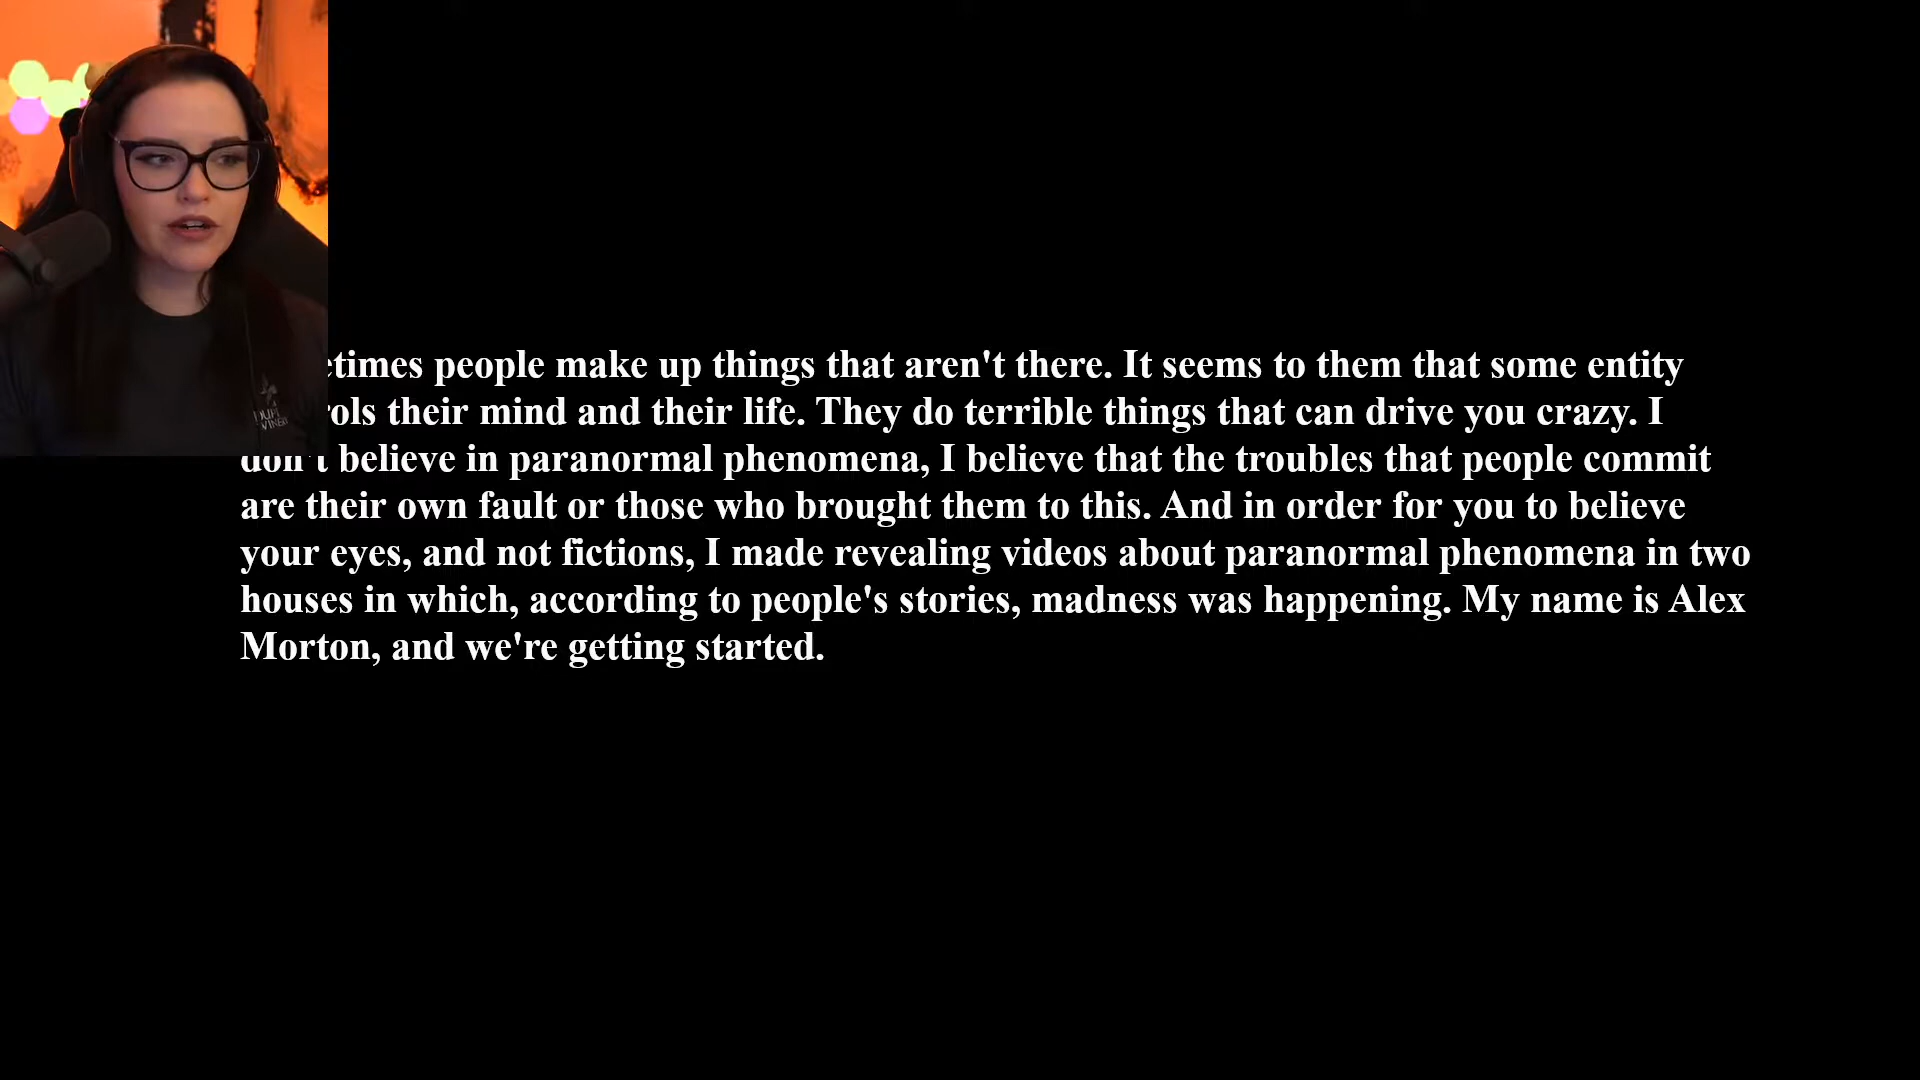 people make up things that aren't there. It seems to them that some entity
their mind and their life. They do terrible things that can drive you crazy. I
don't believe in paranormal phenomena, I believe that the troubles that people commit
are their own fault or those who brought them to this. And in order for you to believe
your eyes, and not fictions, I made revealing videos about paranormal phenomena in two
houses in which, according to people's stories, madness was happening. My name is Alex
Morton, and we're getting started.